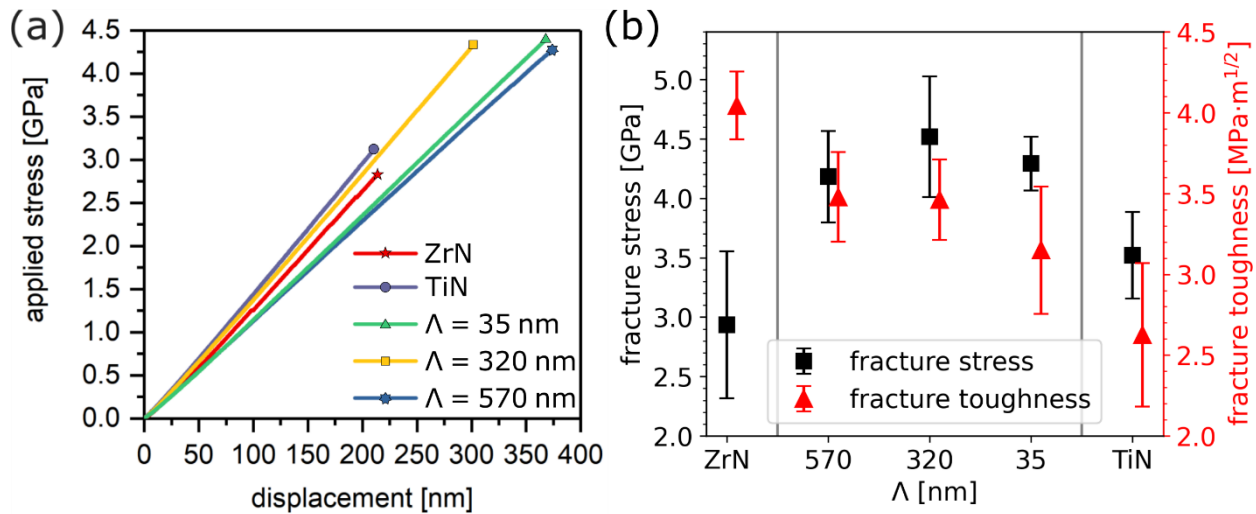 (a)
applied stress [GPa]
4.5
4.0
3.5
3.0
2.5
2.0
1.5
1.0
0.5
0.0
0 50 100 150 200 250 300 350 400
displacement [nm]
ZrN
TiN
Λ = 35 nm
Λ = 320 nm
Λ = 570 nm
(b)
fracture stress [GPa]
5.0
4.5
4.0
3.5
3.0
2.5
2.0
ZrN 570 320 35 TiN
Λ [nm]
fracture stress
fracture toughness
4.5
4.0
3.5
3.0
2.5
2.0
fracture toughness [MPa·m^1/2]